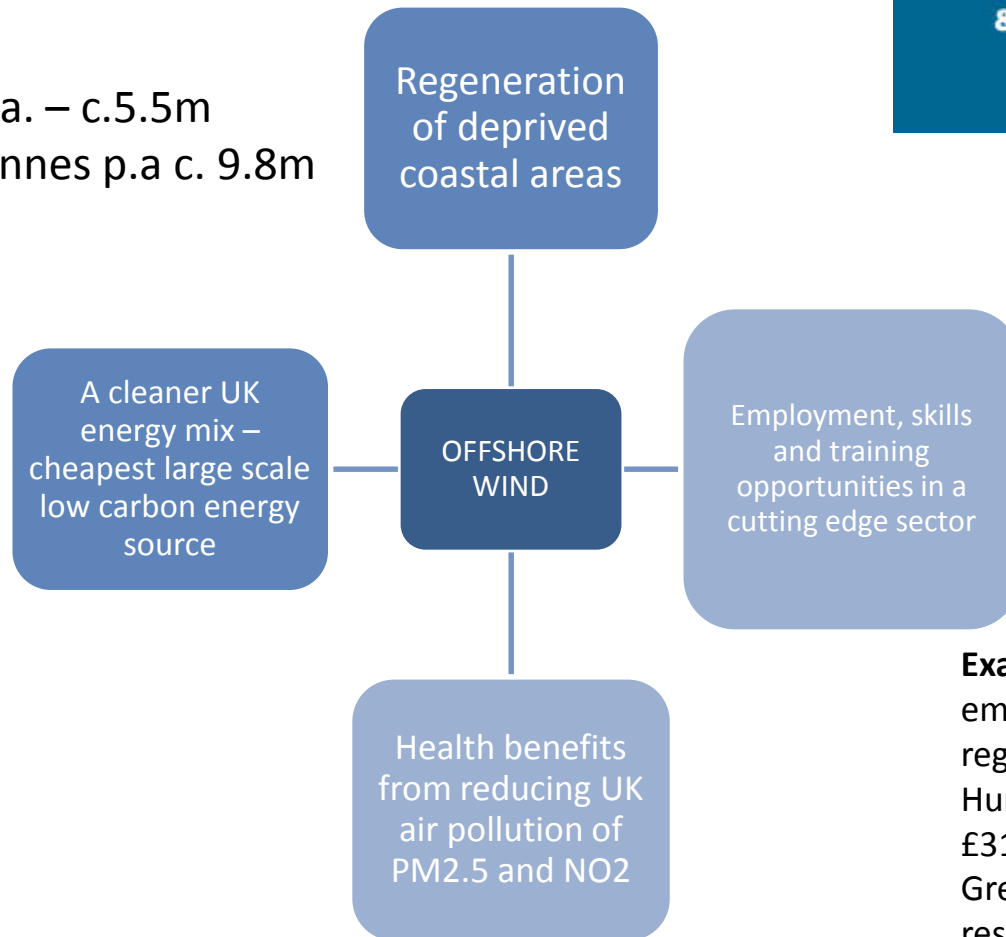 a. – c.5.5m
nnes p.a c. 9.8m
Regeneration
of deprived
coastal areas
A cleaner UK
energy mix –
cheapest large scale
low carbon energy
source
OFFSHORE
WIND
Employment, skills
and training
opportunities in a
cutting edge sector
Health benefits
from reducing UK
air pollution of
PM2.5 and NO2
Exa
em
reg
Hu
£31
Gre
res